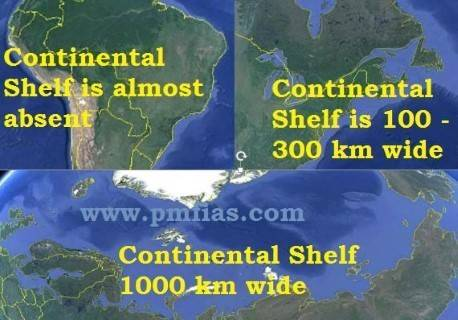 Continental
Shelf is almost
absent
Continental
Shelf is 100 -
300 km wide
www.pmfias.com
Continental Shelf
1000 km wide